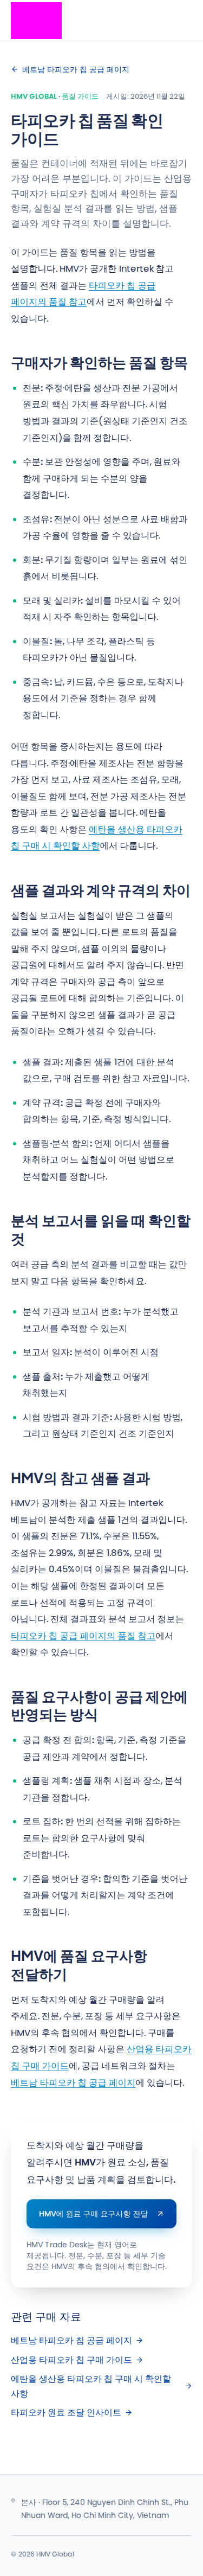 ← 베트남 타피오카 칩 공급 페이지
HMV GLOBAL · 품질 가이드 게시일: 2026년 11월 22일
타피오카 칩 품질 확인
가이드
품질은 컨테이너에 적재된 뒤에는 바로잡기
가장 어려운 부분입니다. 이 가이드는 산업용
구매자가 타피오카 칩에서 확인하는 품질
항목, 실험실 분석 결과를 읽는 방법, 샘플
결과와 계약 규격의 차이를 설명합니다.
이 가이드는 품질 항목을 읽는 방법을
설명합니다. HMV가 공개한 Intertek 참고
샘플의 전체 결과는 타피오카 칩 공급
페이지의 품질 참고에서 먼저 확인하실 수
있습니다.
구매자가 확인하는 품질 항목
전분: 주정·에탄올 생산과 전분 가공에서
원료의 핵심 가치를 좌우합니다. 시험
방법과 결과의 기준(원상태 기준인지 건조
기준인지)을 함께 정합니다.
수분: 보관 안정성에 영향을 주며, 원료와
함께 구매하게 되는 수분의 양을
결정합니다.
조섬유: 전분이 아닌 성분으로 사료 배합과
가공 수율에 영향을 줄 수 있습니다.
회분: 무기질 함량이며 일부는 원료에 섞인
흙에서 비롯됩니다.
모래 및 실리카: 설비를 마모시킬 수 있어
적재 시 자주 확인하는 항목입니다.
이물질: 돌, 나무 조각, 플라스틱 등
타피오카가 아닌 물질입니다.
중금속: 납, 카드뮴, 수은 등으로, 도착지나
용도에서 기준을 정하는 경우 함께
정합니다.
어떤 항목을 중시하는지는 용도에 따라
다릅니다. 주정·에탄올 제조사는 전분 함량을
가장 먼저 보고, 사료 제조사는 조섬유, 모래,
이물질도 함께 보며, 전분 가공 제조사는 전분
함량과 로트 간 일관성을 봅니다. 에탄올
용도의 확인 사항은 에탄올 생산용 타피오카
칩 구매 시 확인할 사항에서 다룹니다.
샘플 결과와 계약 규격의 차이
실험실 보고서는 실험실이 받은 그 샘플의
값을 보여 줄 뿐입니다. 다른 로트의 품질을
말해 주지 않으며, 샘플 이외의 물량이나
공급원에 대해서도 알려 주지 않습니다. 반면
계약 규격은 구매자와 공급 측이 앞으로
공급될 로트에 대해 합의하는 기준입니다. 이
둘을 구분하지 않으면 샘플 결과가 곧 공급
품질이라는 오해가 생길 수 있습니다.
샘플 결과: 제출된 샘플 1건에 대한 분석
값으로, 구매 검토를 위한 참고 자료입니다.
계약 규격: 공급 확정 전에 구매자와
합의하는 항목, 기준, 측정 방식입니다.
샘플링·분석 합의: 언제 어디서 샘플을
채취하고 어느 실험실이 어떤 방법으로
분석할지를 정합니다.
분석 보고서를 읽을 때 확인할
것
여러 공급 측의 분석 결과를 비교할 때는 값만
보지 말고 다음 항목을 확인하세요.
분석 기관과 보고서 번호: 누가 분석했고
보고서를 추적할 수 있는지
보고서 일자: 분석이 이루어진 시점
샘플 출처: 누가 제출했고 어떻게
채취했는지
시험 방법과 결과 기준: 사용한 시험 방법,
그리고 원상태 기준인지 건조 기준인지
HMV의 참고 샘플 결과
HMV가 공개하는 참고 자료는 Intertek
베트남이 분석한 제출 샘플 1건의 결과입니다.
이 샘플의 전분은 71.1%, 수분은 11.55%,
조섬유는 2.99%, 회분은 1.86%, 모래 및
실리카는 0.45%이며 이물질은 불검출입니다.
이는 해당 샘플에 한정된 결과이며 모든
로트나 선적에 적용되는 고정 규격이
아닙니다. 전체 결과표와 분석 보고서 정보는
타피오카 칩 공급 페이지의 품질 참고에서
확인할 수 있습니다.
품질 요구사항이 공급 제안에
반영되는 방식
공급 확정 전 합의: 항목, 기준, 측정 기준을
공급 제안과 계약에서 정합니다.
샘플링 계획: 샘플 채취 시점과 장소, 분석
기관을 정합니다.
로트 집하: 한 번의 선적을 위해 집하하는
로트는 합의한 요구사항에 맞춰
준비합니다.
기준을 벗어난 경우: 합의한 기준을 벗어난
결과를 어떻게 처리할지는 계약 조건에
포함됩니다.
HMV에 품질 요구사항
전달하기
먼저 도착지와 예상 월간 구매량을 알려
주세요. 전분, 수분, 포장 등 세부 요구사항은
HMV의 후속 협의에서 확인합니다. 구매를
요청하기 전에 정리할 사항은 산업용 타피오카
칩 구매 가이드에, 공급 네트워크와 절차는
베트남 타피오카 칩 공급 페이지에 있습니다.
도착지와 예상 월간 구매량을
알려주시면 HMV가 원료 소싱, 품질
요구사항 및 납품 계획을 검토합니다.
HMV에 원료 구매 요구사항 전달 ↗
HMV Trade Desk는 현재 영어로
제공됩니다. 전분, 수분, 포장 등 세부 기술
요건은 HMV의 후속 협의에서 확인합니다.
관련 구매 자료
베트남 타피오카 칩 공급 페이지 →
산업용 타피오카 칩 구매 가이드 →
에탄올 생산용 타피오카 칩 구매 시 확인할 →
사항
타피오카 원료 조달 인사이트 →
본사 · Floor 5, 240 Nguyen Dinh Chinh St., Phu
Nhuan Ward, Ho Chi Minh City, Vietnam
© 2026 HMV Global